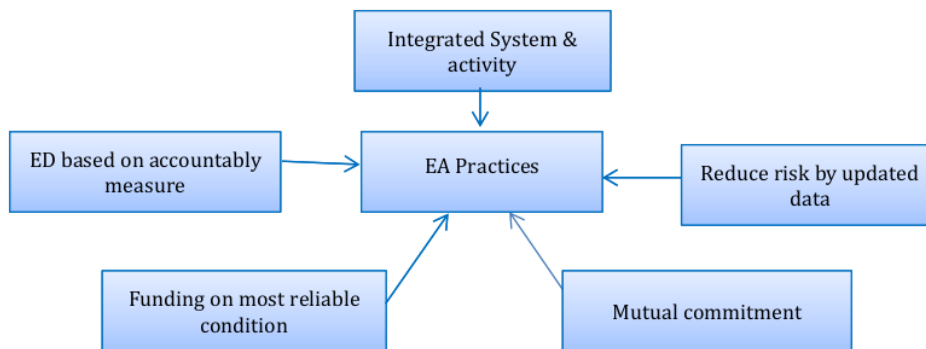 Integrated System &
activity
ED based on accountably
measure
EA Practices
Reduce risk by updated
data
Funding on most reliable
condition
Mutual commitment